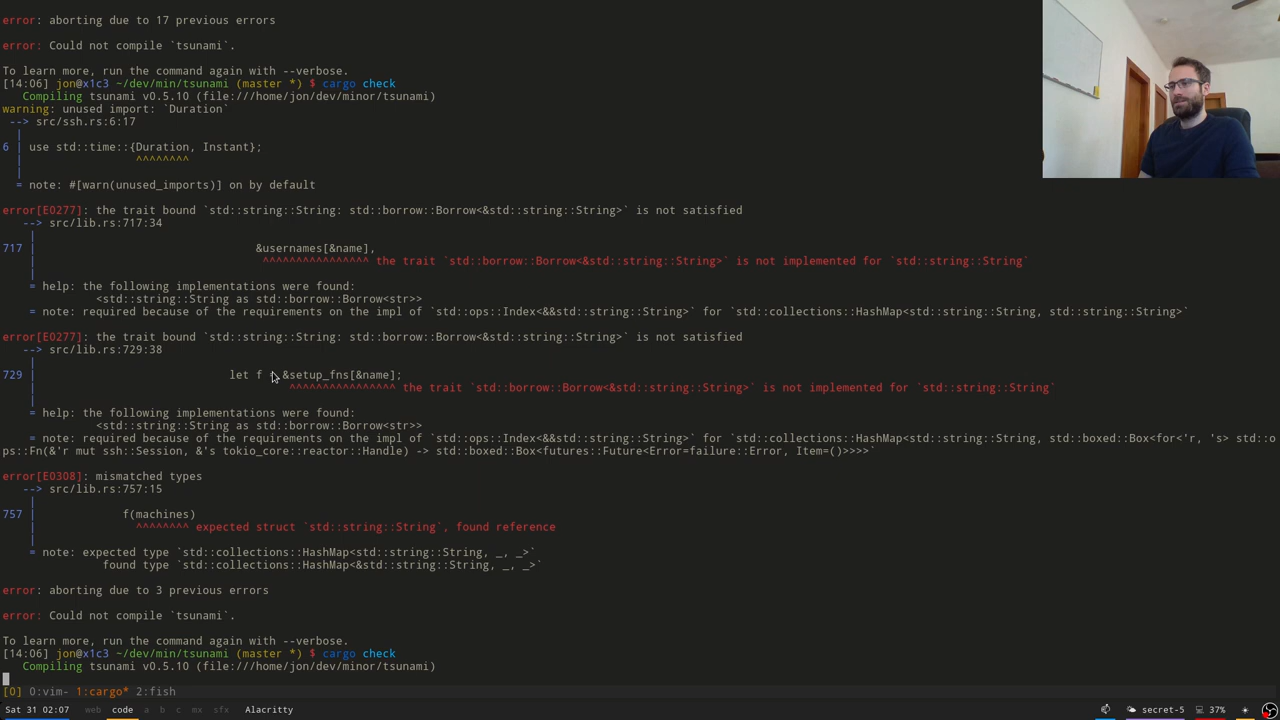 error: aborting due to 17 previous errors
error: Could not compile `tsunami`.
To learn more, run the command again with --verbose.
[14:06] jon@x1c3 ~/dev/min/tsunami (master *) $ cargo check
    Compiling tsunami v0.5.10 (file:///home/jon/dev/minor/tsunami)
warning: unused import: `Duration`
 --> src/ssh.rs:6:17
  |
6 | use std::time::{Duration, Instant};
  |                 ^^^^^^^^
  |
  = note: #[warn(unused_imports)] on by default
error[E0277]: the trait bound `std::string::String: std::borrow::Borrow<&std::string::String>` is not satisfied
   --> src/lib.rs:717:34
    |
717 |                                 &usernames[&name],
    |                                  ^^^^^^^^^^^^^^^^ the trait `std::borrow::Borrow<&std::string::String>` is not implemented for `std::string::String`
    |
    = help: the following implementations were found:
              <std::string::String as std::borrow::Borrow<str>>
    = note: required because of the requirements on the impl of `std::ops::Index<&&std::string::String>` for `std::collections::HashMap<std::string::String, std::string::String>`
error[E0277]: the trait bound `std::string::String: std::borrow::Borrow<&std::string::String>` is not satisfied
   --> src/lib.rs:729:38
    |
729 |                             let f = &setup_fns[&name];
    |                                      ^^^^^^^^^^^^^^^^ the trait `std::borrow::Borrow<&std::string::String>` is not implemented for `std::string::String`
    |
    = help: the following implementations were found:
              <std::string::String as std::borrow::Borrow<str>>
    = note: required because of the requirements on the impl of `std::ops::Index<&&std::string::String>` for `std::collections::HashMap<std::string::String, std::boxed::Box<for<'r, 's> std::o
ps::Fn(&'r mut ssh::Session, &'s tokio_core::reactor::Handle) -> std::boxed::Box<futures::Future<Error=failure::Error, Item=()>>>>`
error[E0308]: mismatched types
   --> src/lib.rs:757:15
    |
757 |             f(machines)
    |               ^^^^^^^^ expected struct `std::string::String`, found reference
    |
    = note: expected type `std::collections::HashMap<std::string::String, _, _>`
               found type `std::collections::HashMap<&std::string::String, _, _>`
error: aborting due to 3 previous errors
error: Could not compile `tsunami`.
To learn more, run the command again with --verbose.
[14:06] jon@x1c3 ~/dev/min/tsunami (master *) $ cargo check
    Compiling tsunami v0.5.10 (file:///home/jon/dev/minor/tsunami)
[0] 0:vim- 1:cargo* 2:fish
Sat 31 02:07 web code a b c mx sfx Alacritty secret-5 37%